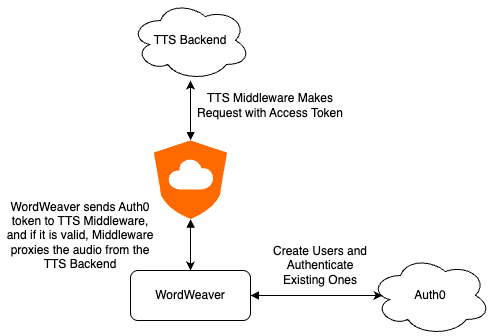 TTS Backend
TTS Middleware Makes
Request with Access Token
WordWeaver sends Auth0
token to TTS Middleware,
and if it is valid, Middleware
proxies the audio from the
TTS Backend
Create Users and
Authenticate
Existing Ones
WordWeaver
Auth0